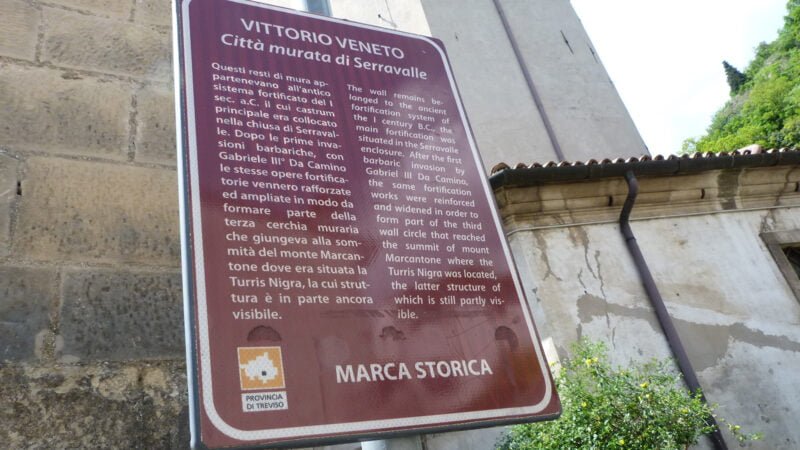 VITTORIO VENETO
Città murata di Serravalle
Questi resti di mura ap-
partenevano all'antico
sistema fortificato del I
sec. a.C. il cui castrum
principale era collocato
nella chiusa di Serraval-
le. Dopo le prime inva-
sioni barbariche, con
Gabriele III° Da Camino
le stesse opere fortifica-
torie vennero rafforzate
ed ampliate in modo da
formare parte della
terza cerchia muraria
che giungeva alla som-
mità del monte Marcan-
tone dove era situata la
Turris Nigra, la cui strut-
tura è in parte ancora
visibile.
The wall remains be-
longed to the ancient
fortification system of
the I century B.C., the
main fortification was
situated in the Serravalle
enclosure. After the first
barbaric invasion by
Gabriel III Da Camino,
the same fortification
works were reinforced
and widened in order to
form part of the third
wall circle that reached
the summit of mount
Marcantone where the
Turris Nigra was located,
the latter structure of
which is still partly vis-
ible.
PROVINCIA
DI TREVISO
MARCA STORICA